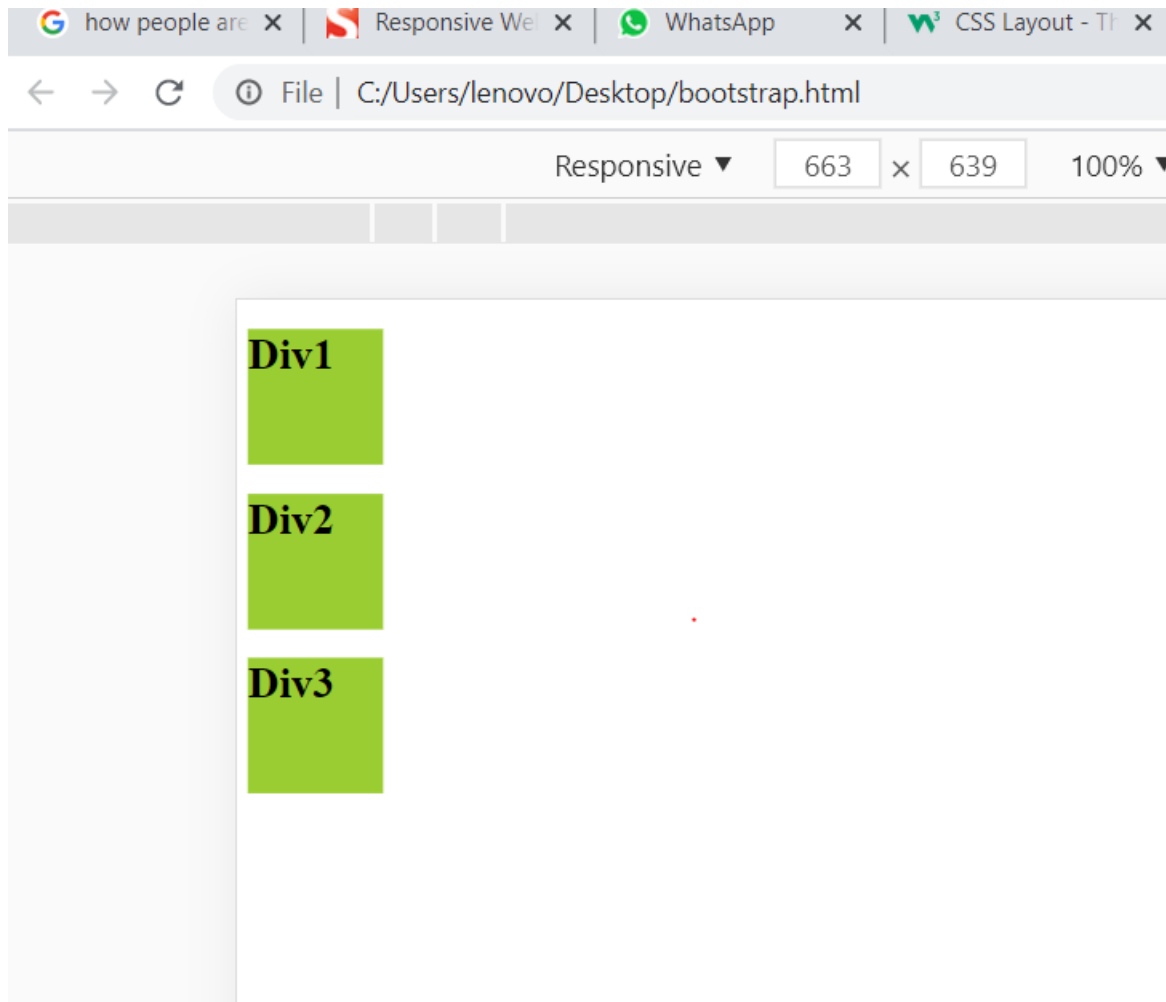 how people are Responsive Wel WhatsApp CSS Layout - Th
File | C:/Users/lenovo/Desktop/bootstrap.html
Responsive 663 × 639 100%
Div1
Div2
Div3